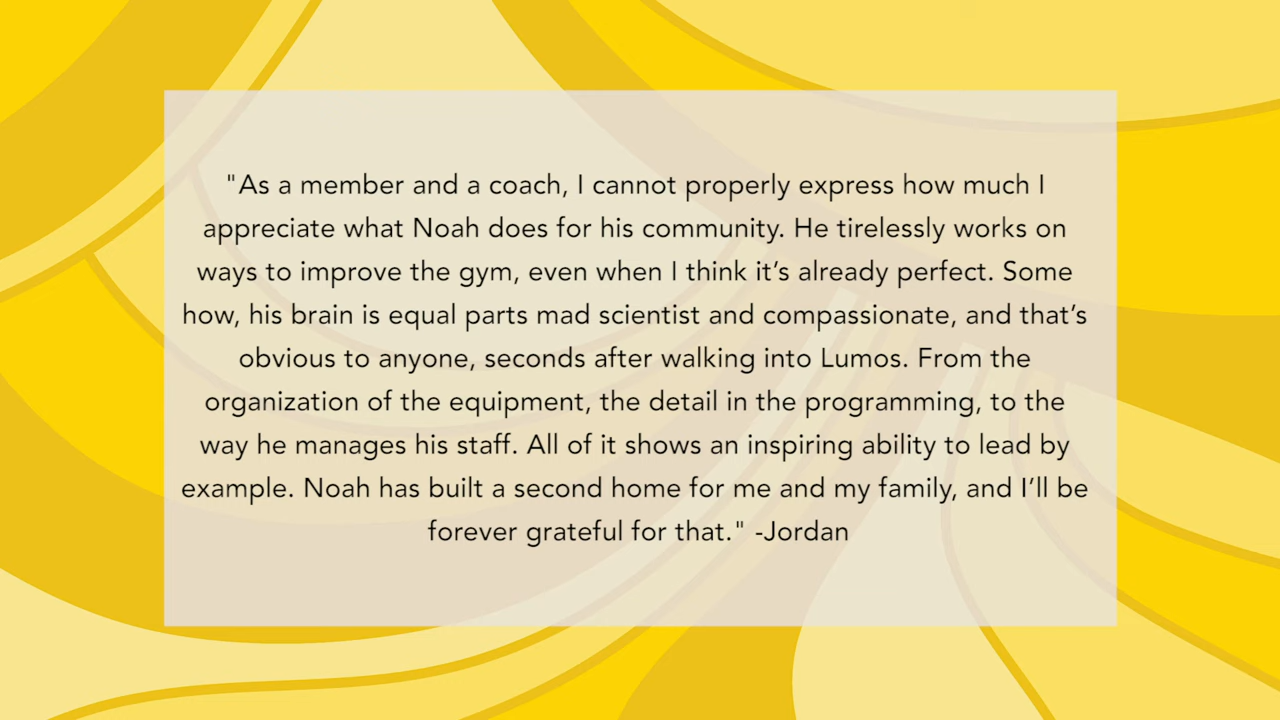 "As a member and a coach, I cannot properly express how much I
appreciate what Noah does for his community. He tirelessly works on
ways to improve the gym, even when I think it’s already perfect. Some
how, his brain is equal parts mad scientist and compassionate, and that’s
obvious to anyone, seconds after walking into Lumos. From the
organization of the equipment, the detail in the programming, to the
way he manages his staff. All of it shows an inspiring ability to lead by
example. Noah has built a second home for me and my family, and I’ll be
forever grateful for that." -Jordan